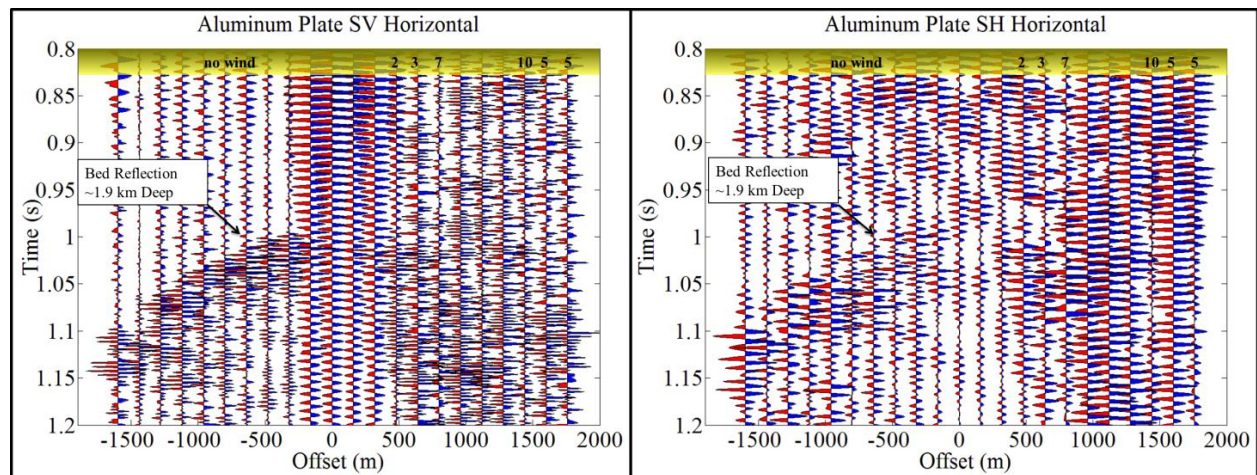 Aluminum Plate SV Horizontal
0.8
0.85
0.9
0.95
1
1.05
1.1
1.15
1.2
Time (s)
no wind 2 3 7 10 5 5
Bed Reflection
~1.9 km Deep
-1500 -1000 -500 0 500 1000 1500 2000
Offset (m)
Aluminum Plate SH Horizontal
0.8
0.85
0.9
0.95
1
1.05
1.1
1.15
1.2
Time (s)
no wind 2 3 7 10 5 5
Bed Reflection
~1.9 km Deep
-1500 -1000 -500 0 500 1000 1500 2000
Offset (m)